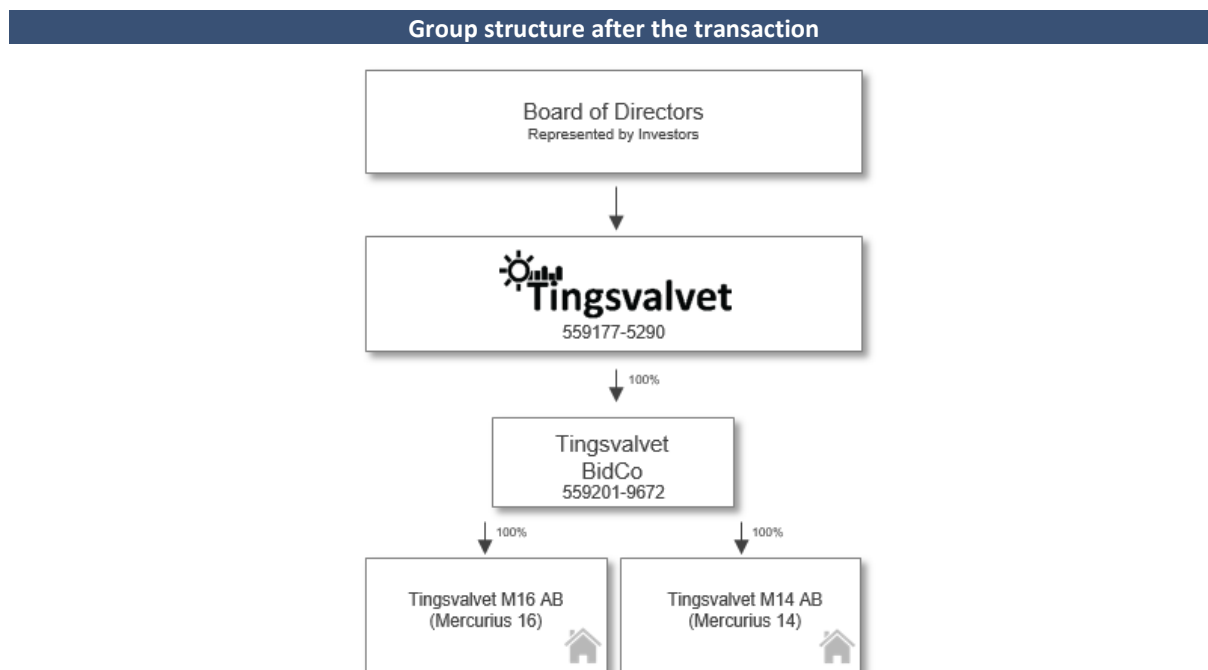 Group structure after the transaction
Board of Directors
Represented by Investors
Tingsvalvet
559177-5290
100%
Tingsvalvet
BidCo
559201-9672
100%
100%
Tingsvalvet M16 AB
(Mercurius 16)
Tingsvalvet M14 AB
(Mercurius 14)